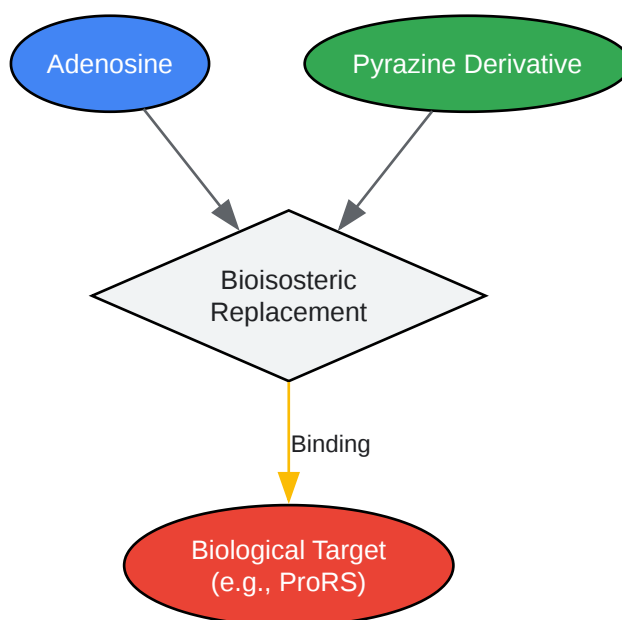 Adenosine
Pyrazine Derivative
Bioisosteric
Replacement
Binding
Biological Target
(e.g., ProRS)